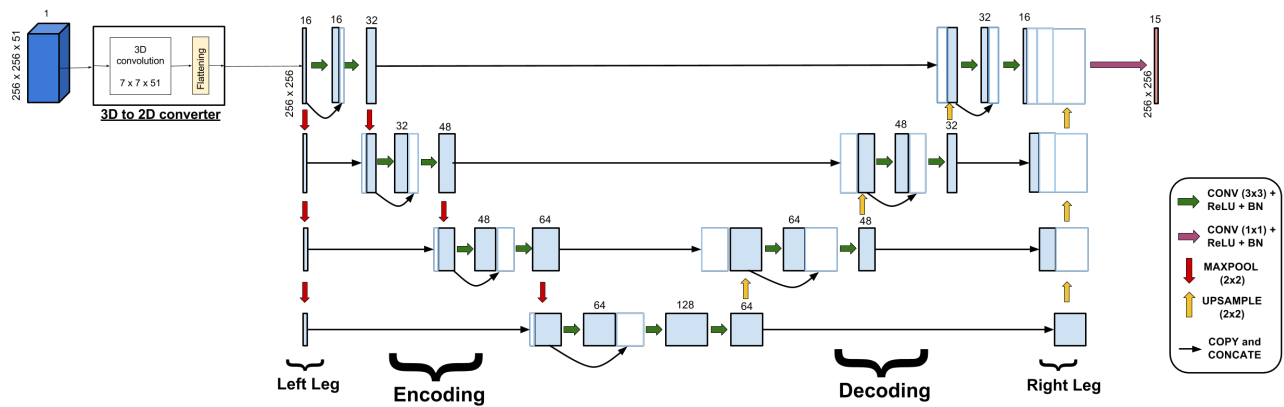 1
256 x 256 x 51
3D
convolution
7 x 7 x 51
Flattening
3D to 2D converter
16
16
32
256 x 256
32
16
15
256 x 256
32
48
48
32
48
64
64
48
64
128
64
Left Leg
Encoding
Decoding
Right Leg
CONV (3x3) +
ReLU + BN
CONV (1x1) +
ReLU + BN
MAXPOOL
(2x2)
UPSAMPLE
(2x2)
COPY and
CONCATE